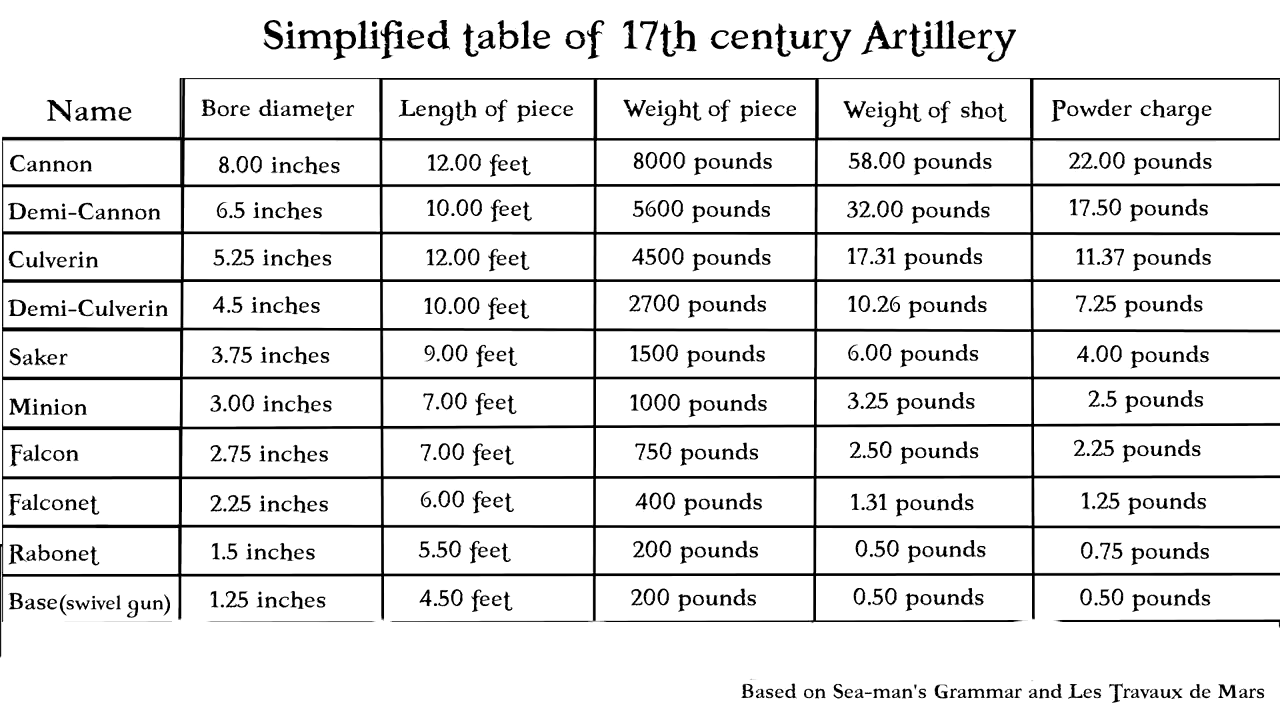 Simplified table of 17th century Artillery
Name Bore diameter Length of piece Weight of piece Weight of shot Powder charge
Cannon 8.00 inches 12.00 feet 8000 pounds 58.00 pounds 22.00 pounds
Demi-Cannon 6.5 inches 10.00 feet 5600 pounds 32.00 pounds 17.50 pounds
Culverin 5.25 inches 12.00 feet 4500 pounds 17.31 pounds 11.37 pounds
Demi-Culverin 4.5 inches 10.00 feet 2700 pounds 10.26 pounds 7.25 pounds
Saker 3.75 inches 9.00 feet 1500 pounds 6.00 pounds 4.00 pounds
Minion 3.00 inches 7.00 feet 1000 pounds 3.25 pounds 2.5 pounds
Falcon 2.75 inches 7.00 feet 750 pounds 2.50 pounds 2.25 pounds
Falconet 2.25 inches 6.00 feet 400 pounds 1.31 pounds 1.25 pounds
Rabonet 1.5 inches 5.50 feet 200 pounds 0.50 pounds 0.75 pounds
Base(swivel gun) 1.25 inches 4.50 feet 200 pounds 0.50 pounds 0.50 pounds
Based on Sea-man's Grammar and Les Travaux de Mars